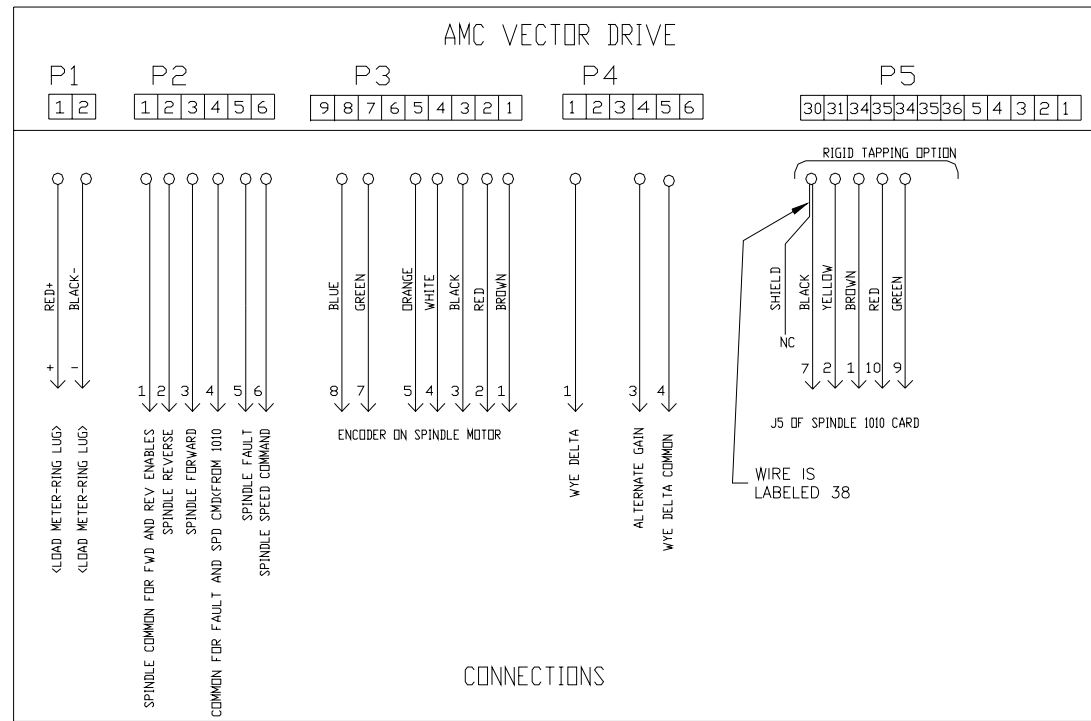 AMC VECTOR DRIVE
P1 P2 P3 P4 P5
1 2 1 2 3 4 5 6 9 8 7 6 5 4 3 2 1 1 2 3 4 5 6 30 31 34 35 34 35 36 5 4 3 2 1
RIGID TAPPING OPTION
RED+
BLACK-
BLUE
GREEN
ORANGE
WHITE
BLACK
RED
BROWN
SHIELD
BLACK
YELLOW
BROWN
RED
GREEN
NC
+ - 1 2 3 4 5 6 8 7 5 4 3 2 1 1 3 4 7 2 1 10 9
<LOAD METER-RING LUG>
<LOAD METER-RING LUG>
SPINDLE COMMON FOR FWD AND REV ENABLES
SPINDLE REVERSE
SPINDLE FORWARD
COMMON FOR FAULT AND SPD CMD(FROM 1010
SPINDLE FAULT
SPINDLE SPEED COMMAND
ENCODER ON SPINDLE MOTOR
WYE DELTA
ALTERNATE GAIN
WYE DELTA COMMON
J5 OF SPINDLE 1010 CARD
WIRE IS
LABELED 38
CONNECTIONS